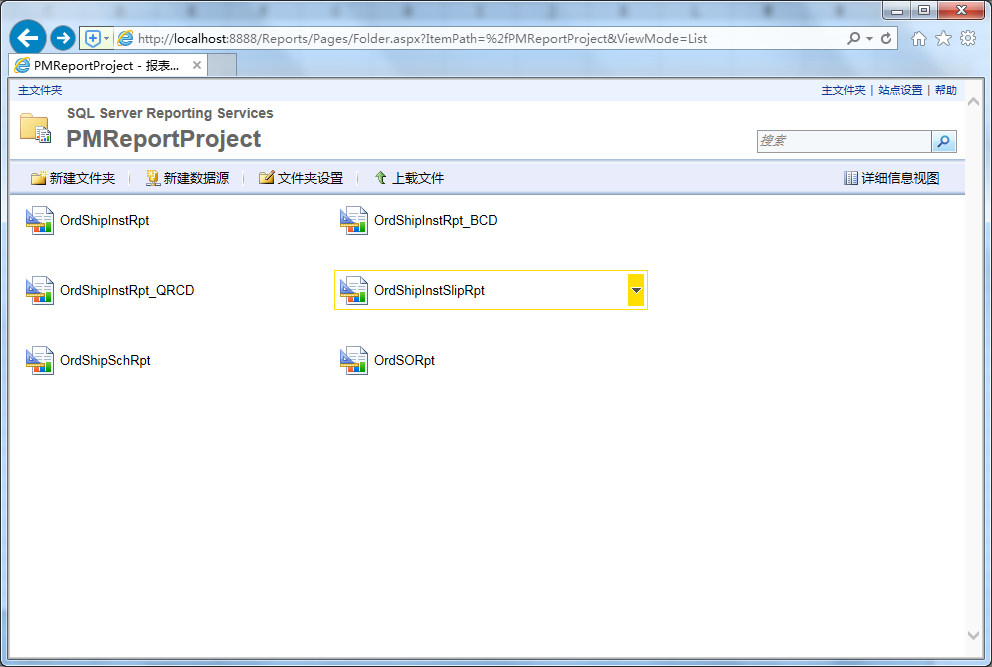 http://localhost:8888/Reports/Pages/Folder.aspx?ItemPath=%2fPMReportProject&ViewMode=List
PMReportProject - 报表...
主文件夹
主文件夹 | 站点设置 | 帮助
SQL Server Reporting Services
PMReportProject
搜索
新建文件夹 新建数据源 文件夹设置 上载文件 详细信息视图
OrdShipInstRpt OrdShipInstRpt_BCD
OrdShipInstRpt_QRCD OrdShipInstSlipRpt
OrdShipSchRpt OrdSORpt